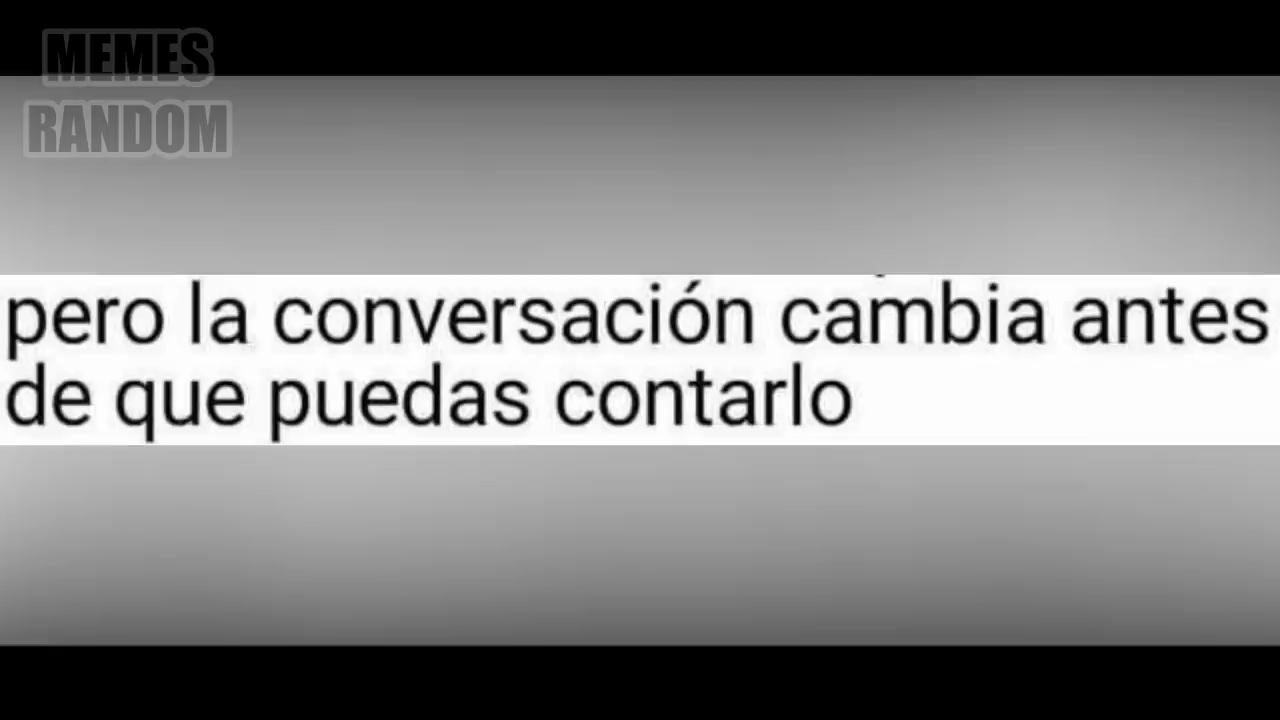 MEMES
RANDOM
pero la conversación cambia antes
de que puedas contarlo